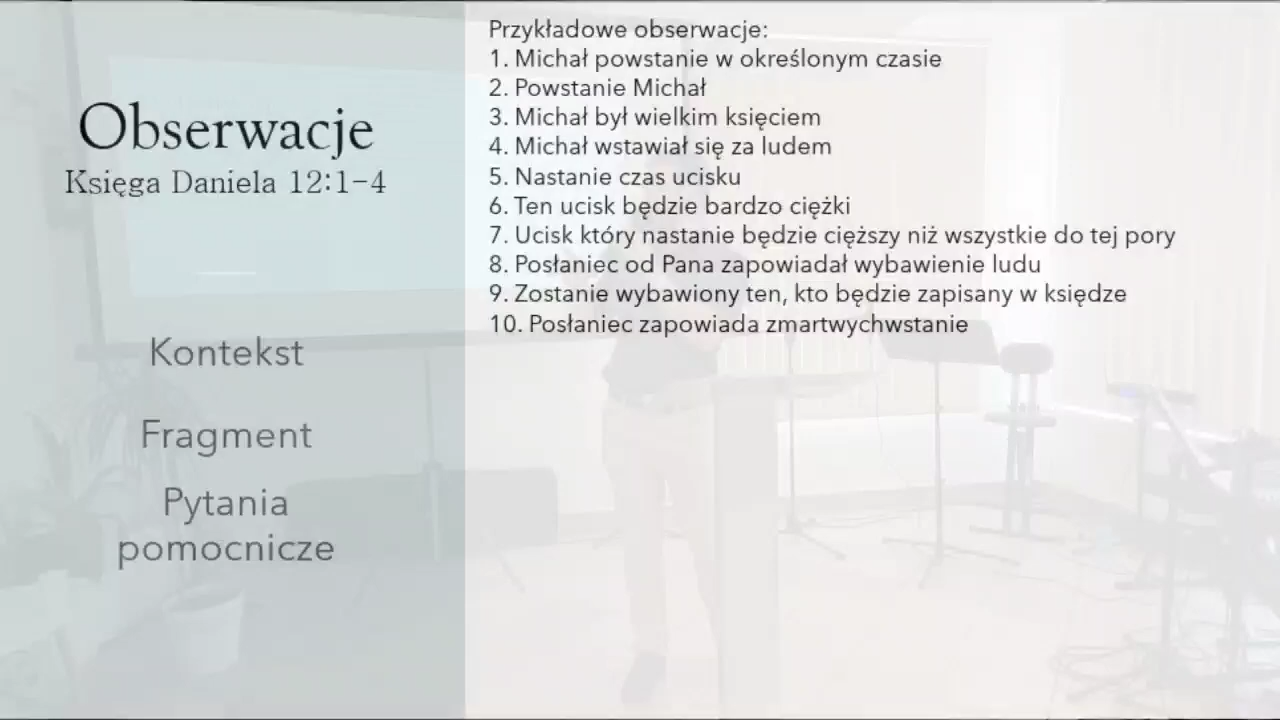 Obserwacje
Księga Daniela 12:1-4
Kontekst
Fragment
Pytania
pomocnicze
Przykładowe obserwacje:
1. Michał powstanie w określonym czasie
2. Powstanie Michał
3. Michał był wielkim księciem
4. Michał wstawiał się za ludem
5. Nastanie czas ucisku
6. Ten ucisk będzie bardzo ciężki
7. Ucisk który nastanie będzie cięższy niż wszystkie do tej pory
8. Posłaniec od Pana zapowiadał wybawienie ludu
9. Zostanie wybawiony ten, kto będzie zapisany w księdze
10. Posłaniec zapowiada zmartwychwstanie